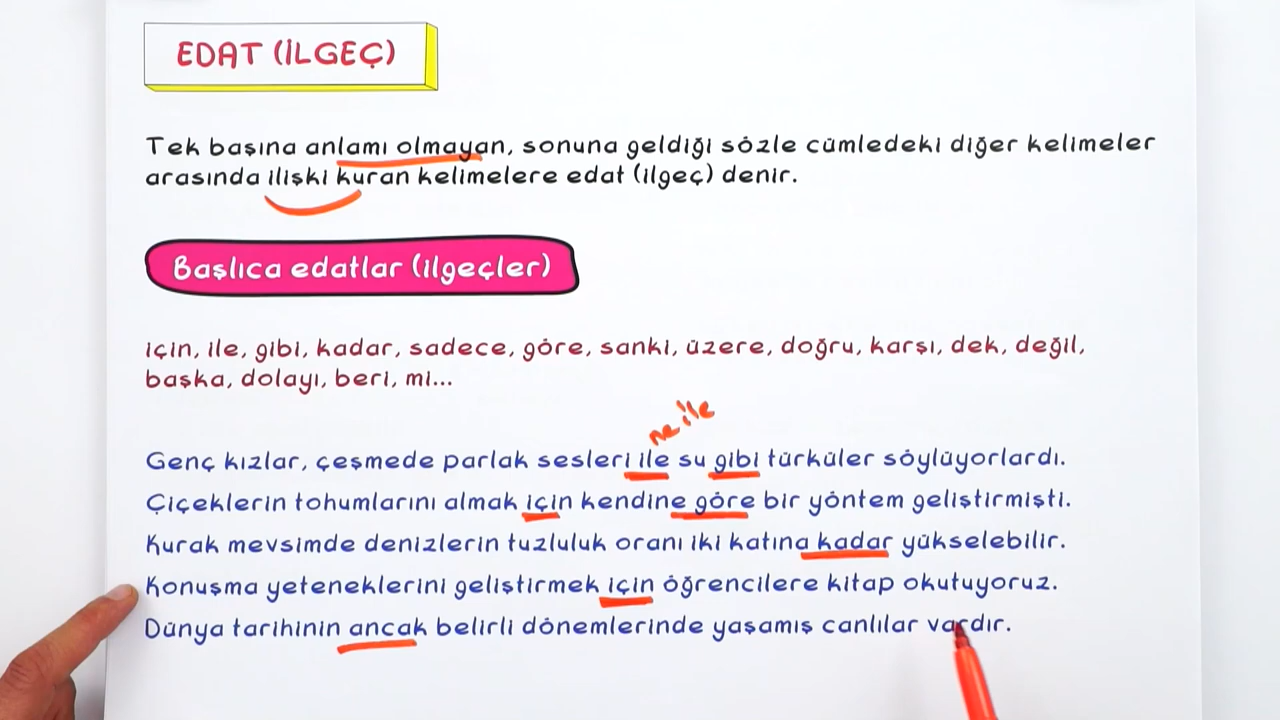 EDAT (İLGEÇ)
Tek başına anlamı olmayan, sonuna geldiği sözle cümledeki diğer kelimeler
arasında ilişki kuran kelimelere edat (ilgeç) denir.
Başlıca edatlar (ilgeçler)
için, ile, gibi, kadar, sadece, göre, sanki, üzere, doğru, karşı, dek, değil,
başka, dolayı, beri, mi...
ne ile
Genç kızlar, çeşmede parlak sesleri ile su gibi türküler söylüyorlardı.
Çiçeklerin tohumlarını almak için kendine göre bir yöntem geliştirmişti.
Kurak mevsimde denizlerin tuzluluk oranı iki katına kadar yükselebilir.
Konuşma yeteneklerini geliştirmek için öğrencilere kitap okutuyoruz.
Dünya tarihinin ancak belirli dönemlerinde yaşamış canlılar vardır.